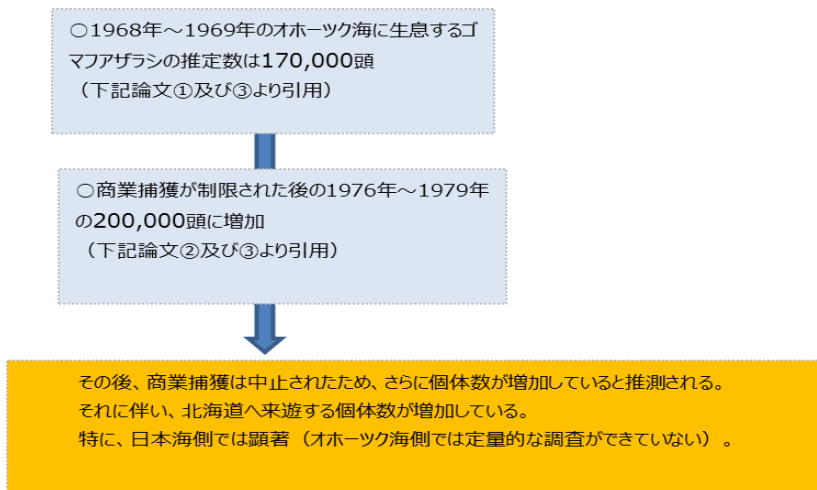 ○1968年～1969年のオホーツク海に生息するゴ
マフアザラシの推定数は170,000頭
（下記論文①及び③より引用）
○商業捕獲が制限された後の1976年～1979年
の200,000頭に増加
（下記論文②及び③より引用）
その後、商業捕獲は中止されたため、さらに個体数が増加していると推測される。
それに伴い、北海道へ来遊する個体数が増加している。
特に、日本海側では顕著（オホーツク海側では定量的な調査ができていない）。